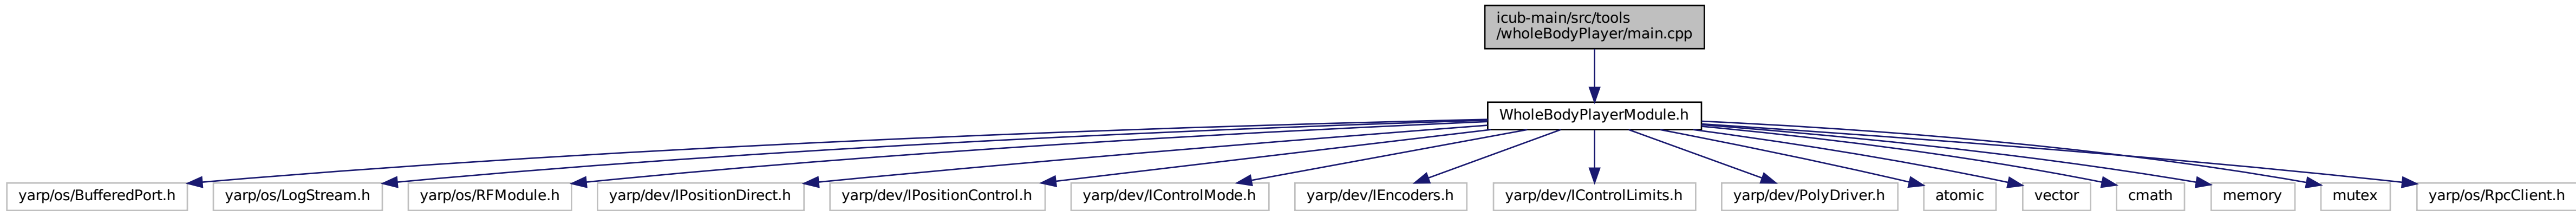 icub-main/src/tools
/wholeBodyPlayer/main.cpp
WholeBodyPlayerModule.h
yarp/os/BufferedPort.h
yarp/os/LogStream.h
yarp/os/RFModule.h
yarp/dev/IPositionDirect.h
yarp/dev/IPositionControl.h
yarp/dev/IControlMode.h
yarp/dev/IEncoders.h
yarp/dev/IControlLimits.h
yarp/dev/PolyDriver.h
atomic
vector
cmath
memory
mutex
yarp/os/RpcClient.h